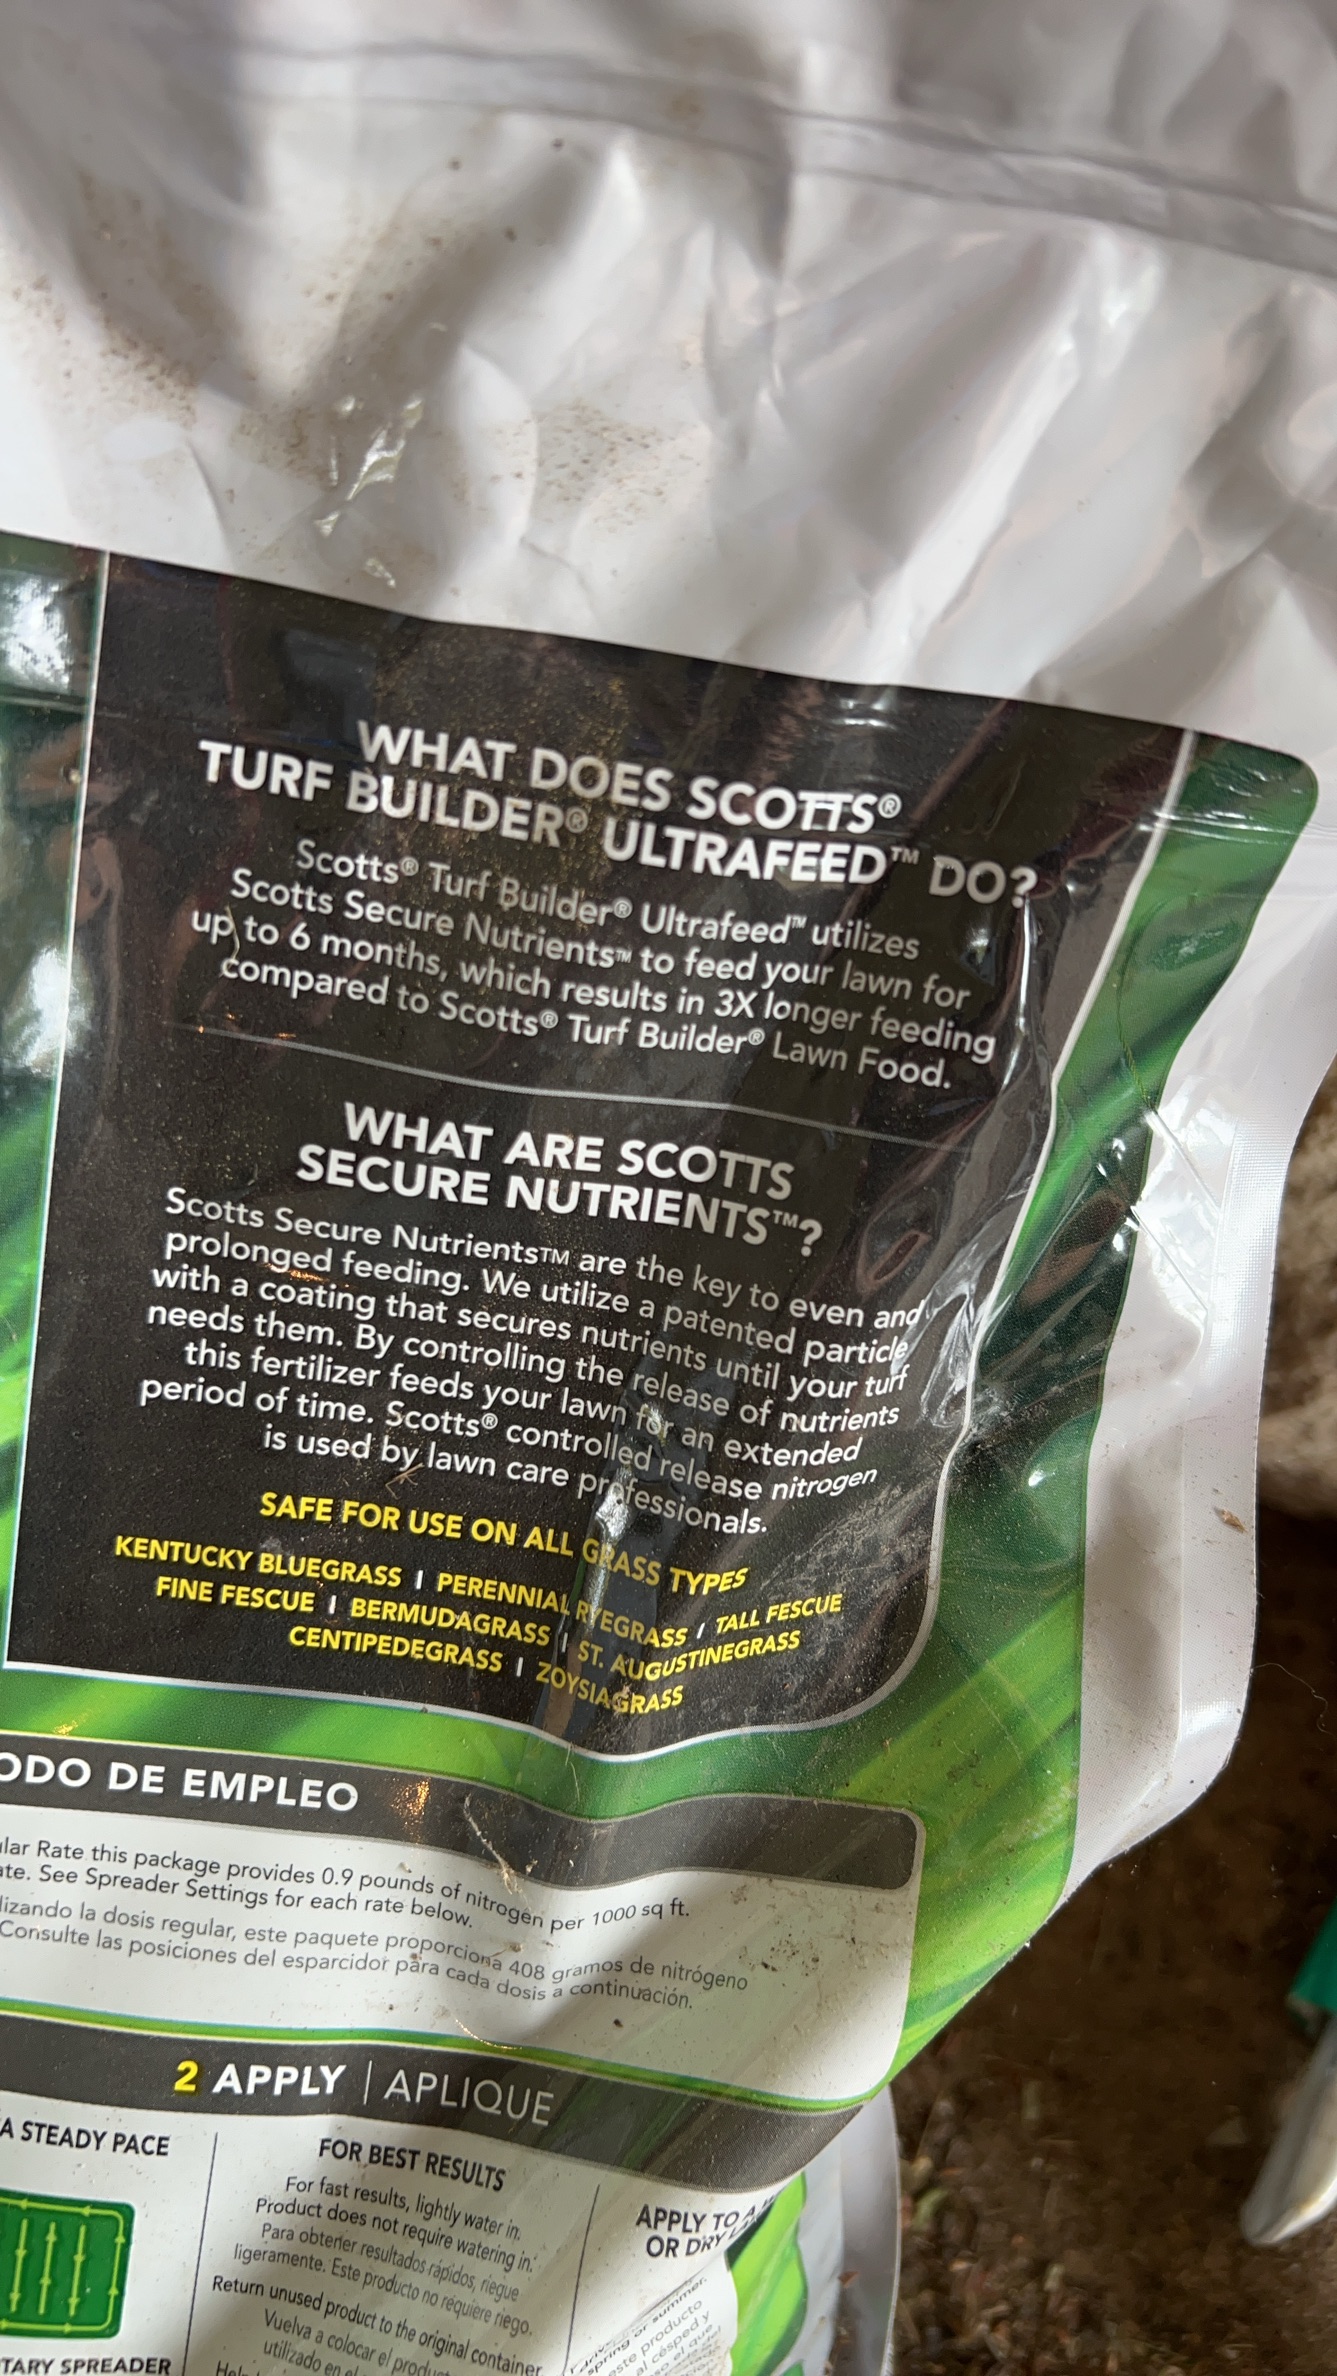 WHAT DOES SCOTTS®
TURF BUILDER® ULTRAFEED™ DO?
Scotts® Turf Builder® Ultrafeed™ utilizes
Scotts Secure Nutrients™ to feed your lawn for
up to 6 months, which results in 3X longer feeding
compared to Scotts® Turf Builder® Lawn Food.
WHAT ARE SCOTTS
SECURE NUTRIENTS™?
Scotts Secure Nutrients™ are the key to even and
prolonged feeding. We utilize a patented particle
with a coating that secures nutrients until your turf
needs them. By controlling the release of nutrients
this fertilizer feeds your lawn for an extended
period of time. Scotts® controlled release nitrogen
is used by lawn care professionals.
SAFE FOR USE ON ALL GRASS TYPES
KENTUCKY BLUEGRASS | PERENNIAL RYEGRASS | TALL FESCUE
FINE FESCUE | BERMUDAGRASS | ST. AUGUSTINEGRASS
CENTIPEDEGRASS | ZOYSIAGRASS
ODO DE EMPLEO
Rate this package provides 0.9 pounds of nitrogen per 1000 sq ft.
See Spreader Settings for each rate below.
la dosis regular, este paquete proporciona 408 gramos de nitrógeno
Consulte las posiciones del esparcidor para cada dosis a continuación.
2 APPLY | APLIQUE
A STEADY PACE
FOR BEST RESULTS
For fast results, lightly water in.
Product does not require watering in.
Para obtener resultados rápidos, riegue
ligeramente. Este producto no requiere riego.
Return unused product to the original container
Vuelva a colocar el
utilizado en el
APPLY TO A
OR DRY
spring or summer.
este producto
al césped y
el que
TARY SPREADER